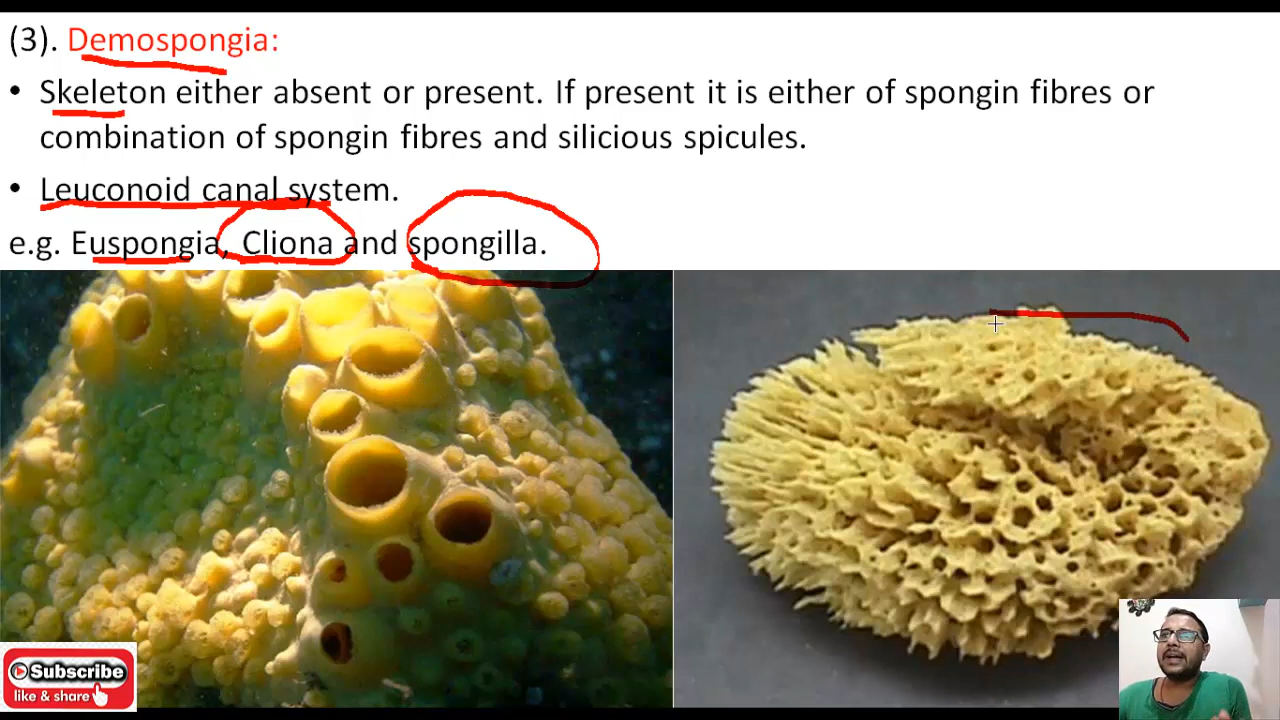 (3). Demospongia:
• Skeleton either absent or present. If present it is either of spongin fibres or
combination of spongin fibres and silicious spicules.
• Leuconoid canal system.
e.g. Euspongia, Cliona and spongilla.
Subscribe
like & share